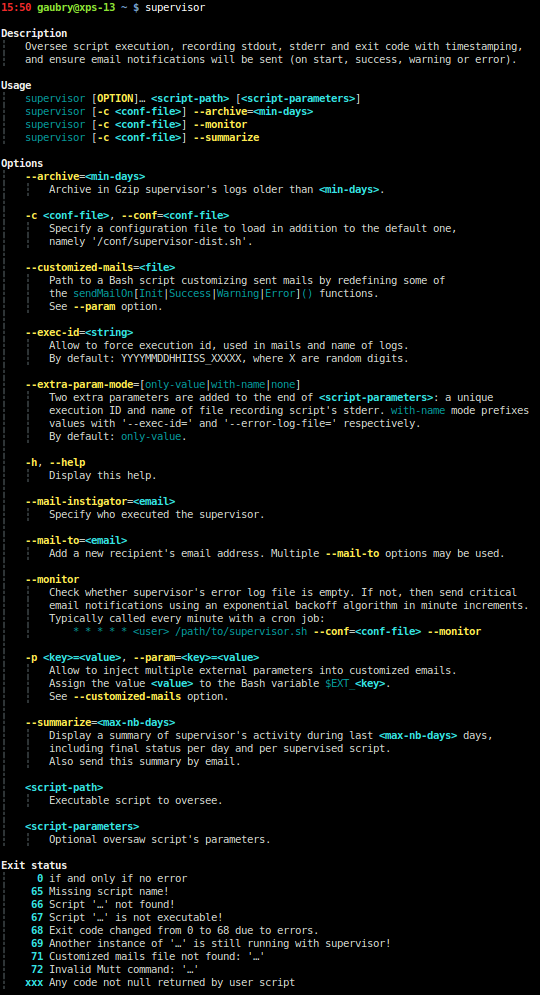 15:50 gaubry@xps-13 ~ $ supervisor
Description
Oversee script execution, recording stdout, stderr and exit code with timestamping,
and ensure email notifications will be sent (on start, success, warning or error).
Usage
supervisor [OPTION]… <script-path> [<script-parameters>]
supervisor [-c <conf-file>] --archive=<min-days>
supervisor [-c <conf-file>] --monitor
supervisor [-c <conf-file>] --summarize
Options
--archive=<min-days>
Archive in Gzip supervisor's logs older than <min-days>.
-c <conf-file>, --conf=<conf-file>
Specify a configuration file to load in addition to the default one,
namely '/conf/supervisor-dist.sh'.
--customized-mails=<file>
Path to a Bash script customizing sent mails by redefining some of
the sendMailOn[Init|Success|Warning|Error]() functions.
See --param option.
--exec-id=<string>
Allow to force execution id, used in mails and name of logs.
By default: YYYYMMDDHHIISS_XXXXX, where X are random digits.
--extra-param-mode=[only-value|with-name|none]
Two extra parameters are added to the end of <script-parameters>: a unique
execution ID and name of file recording script's stderr. with-name mode prefixes
values with '--exec-id=' and '--error-log-file=' respectively.
By default: only-value.
-h, --help
Display this help.
--mail-instigator=<email>
Specify who executed the supervisor.
--mail-to=<email>
Add a new recipient's email address. Multiple --mail-to options may be used.
--monitor
Check whether supervisor's error log file is empty. If not, then send critical
email notifications using an exponential backoff algorithm in minute increments.
Typically called every minute with a cron job:
* * * * * <user> /path/to/supervisor.sh --conf=<conf-file> --monitor
-p <key>=<value>, --param=<key>=<value>
Allow to inject multiple external parameters into customized emails.
Assign the value <value> to the Bash variable $EXT_<key>.
See --customized-mails option.
--summarize=<max-nb-days>
Display a summary of supervisor's activity during last <max-nb-days> days,
including final status per day and per supervised script.
Also send this summary by email.
<script-path>
Executable script to oversee.
<script-parameters>
Optional oversaw script's parameters.
Exit status
0 if and only if no error
65 Missing script name!
66 Script '…' not found!
67 Script '…' is not executable!
68 Exit code changed from 0 to 68 due to errors.
69 Another instance of '…' is still running with supervisor!
71 Customized mails file not found: '…'
72 Invalid Mutt command: '…'
xxx Any code not null returned by user script